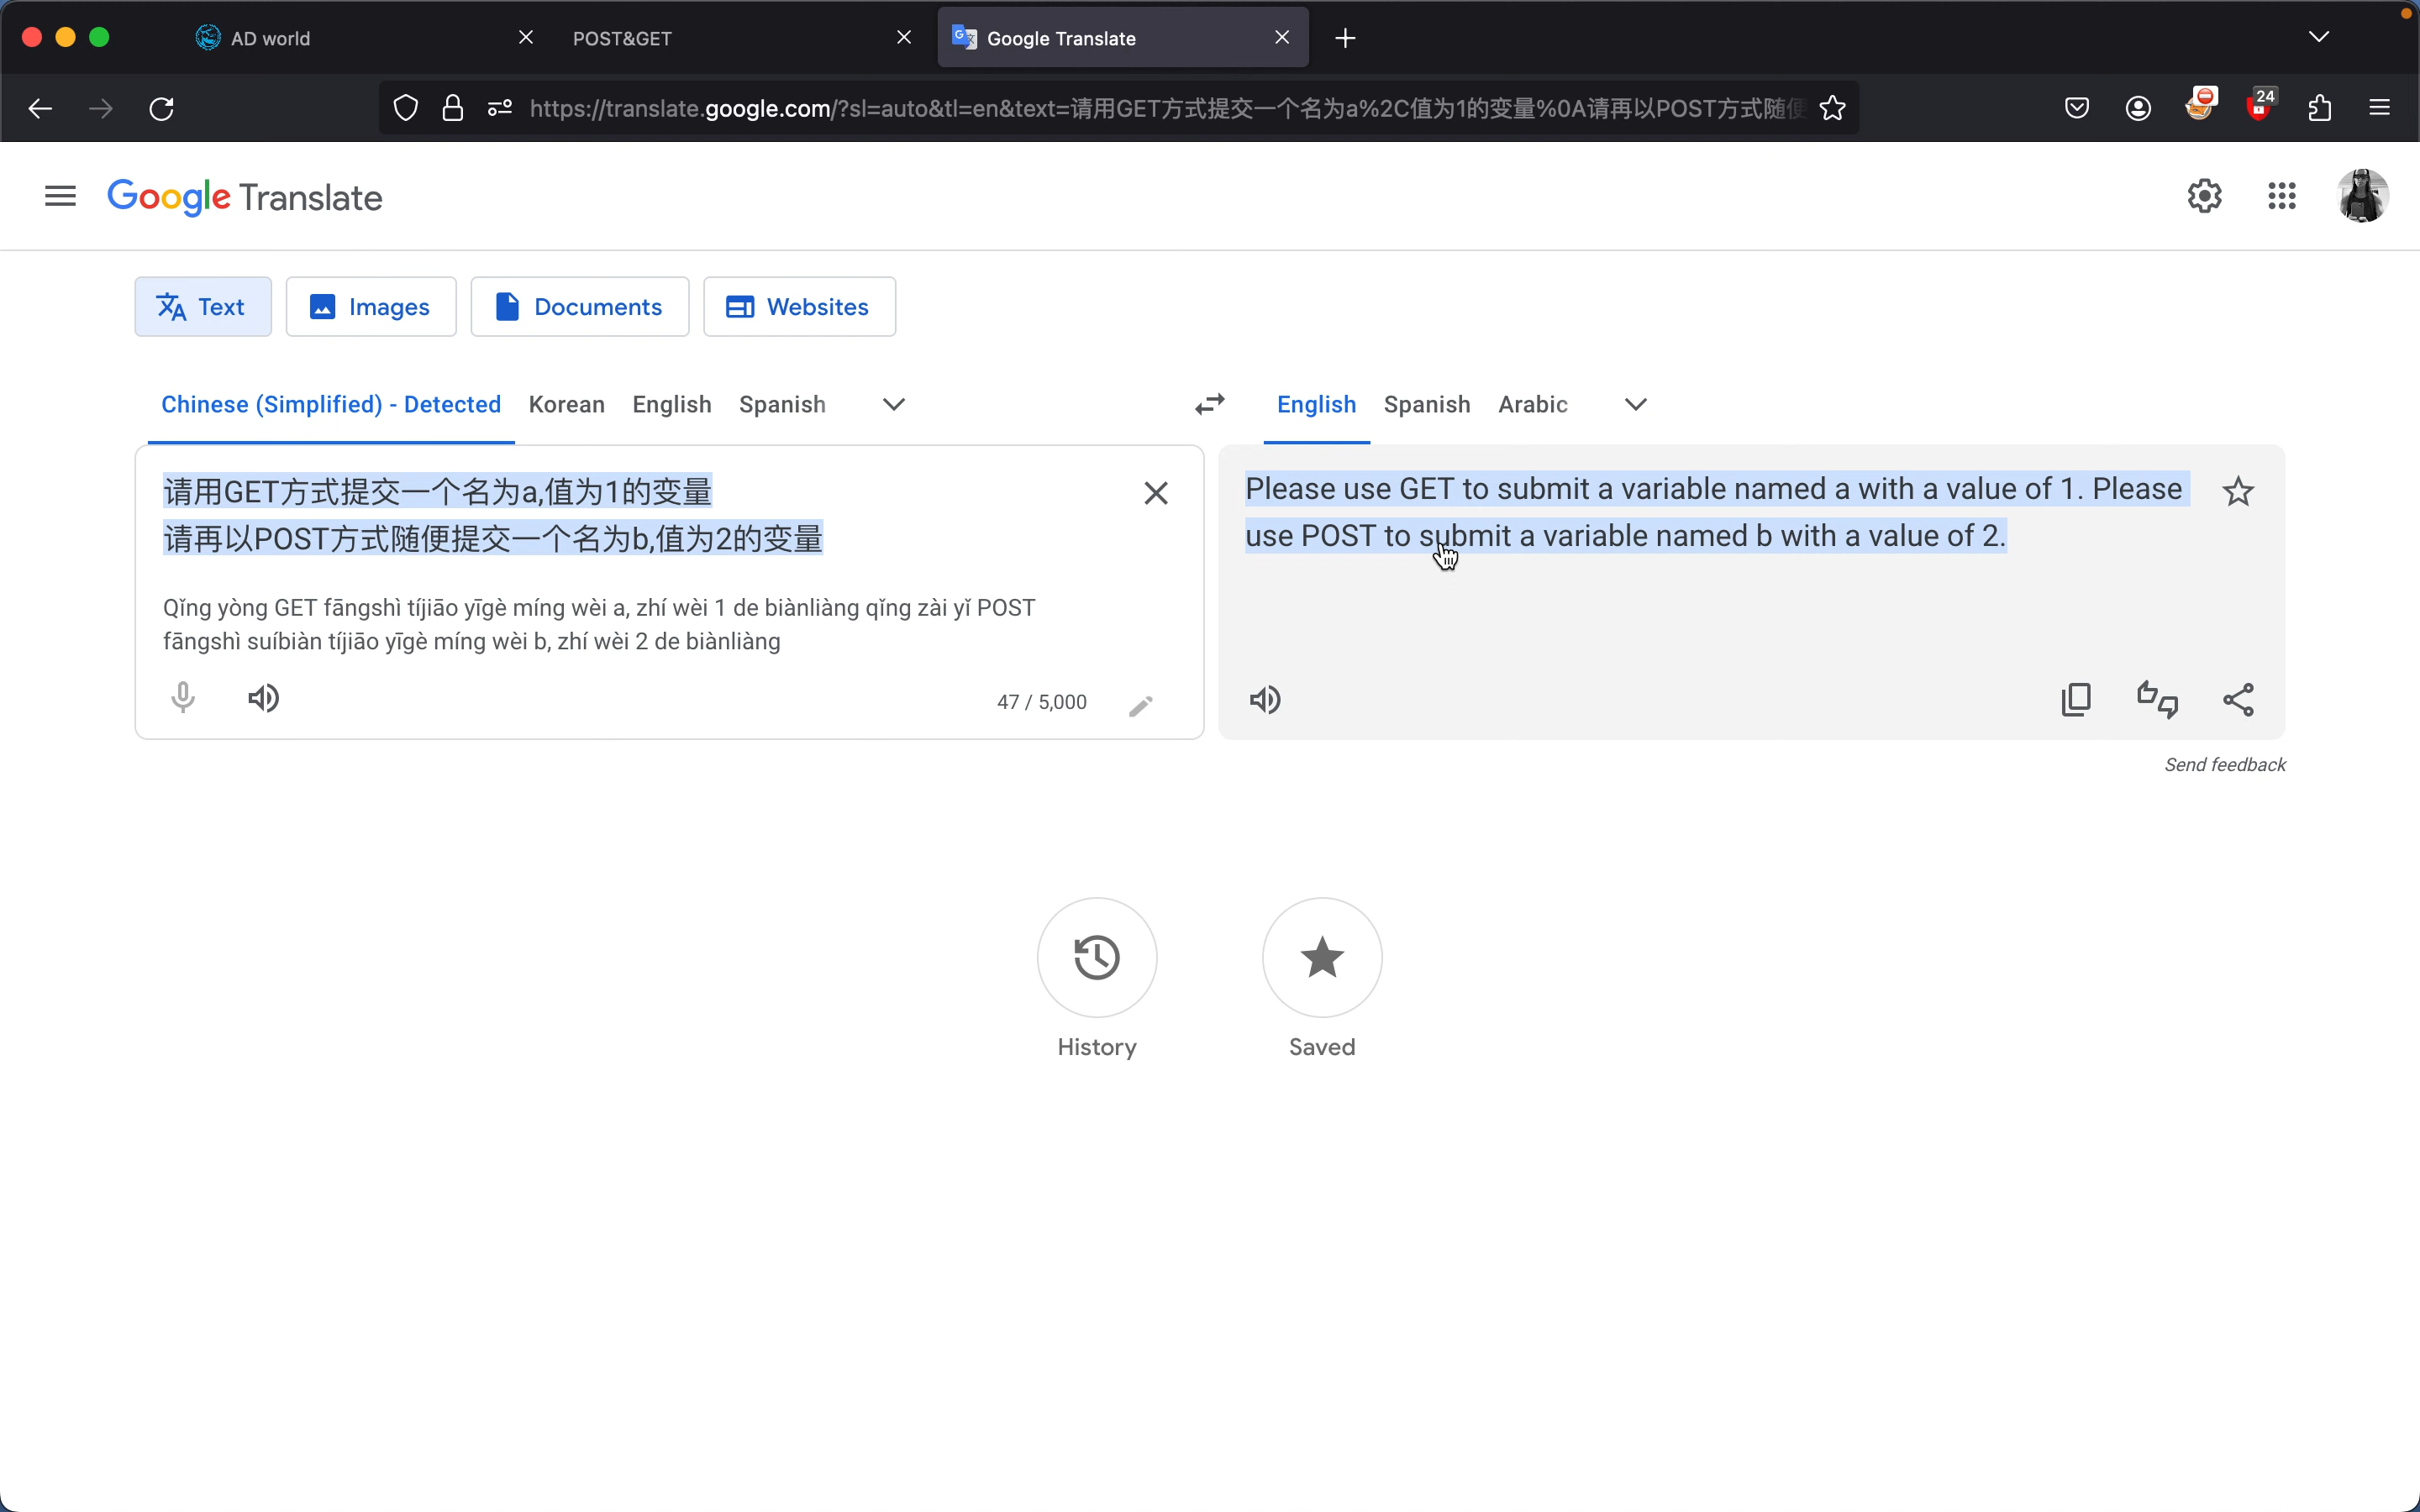 AD world
POST&GET
Google Translate
https://translate.google.com/?sl=auto&tl=en&text=请用GET方式提交一个名为a%2C值为1的变量%0A请再以POST方式随便
24
Google Translate
Text
Images
Documents
Websites
Chinese (Simplified) - Detected
Korean
English
Spanish
English
Spanish
Arabic
请用GET方式提交一个名为a,值为1的变量
请再以POST方式随便提交一个名为b,值为2的变量
Qǐng yòng GET fāngshì tíjiāo yīgè míng wèi a, zhí wèi 1 de biànliàng qǐng zài yǐ POST
fāngshì suíbiàn tíjiāo yīgè míng wèi b, zhí wèi 2 de biànliàng
47 / 5,000
Please use GET to submit a variable named a with a value of 1. Please
use POST to submit a variable named b with a value of 2.
Send feedback
History
Saved